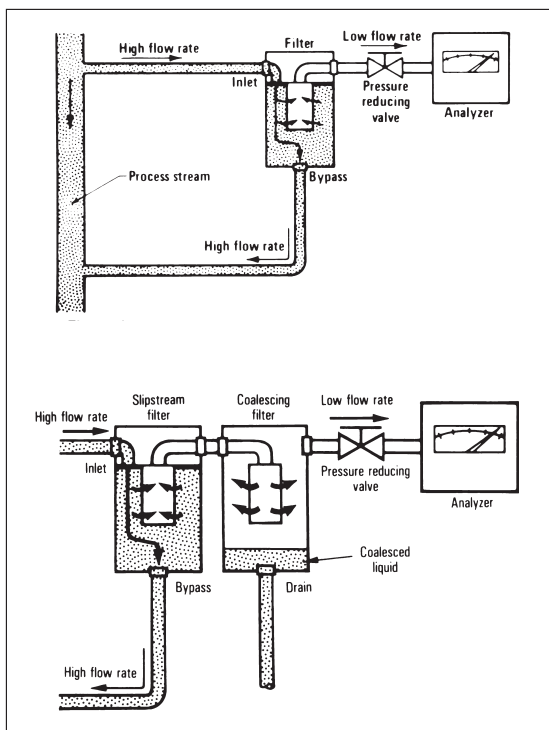 High flow rate
Filter
Low flow rate
Inlet
Pressure
reducing
valve
Analyzer
Process stream
Bypass
High flow rate
Slipstream
filter
Coalescing
filter
Low flow rate
High flow rate
Inlet
Pressure reducing
valve
Analyzer
Coalesced
liquid
Bypass
Drain
High flow rate